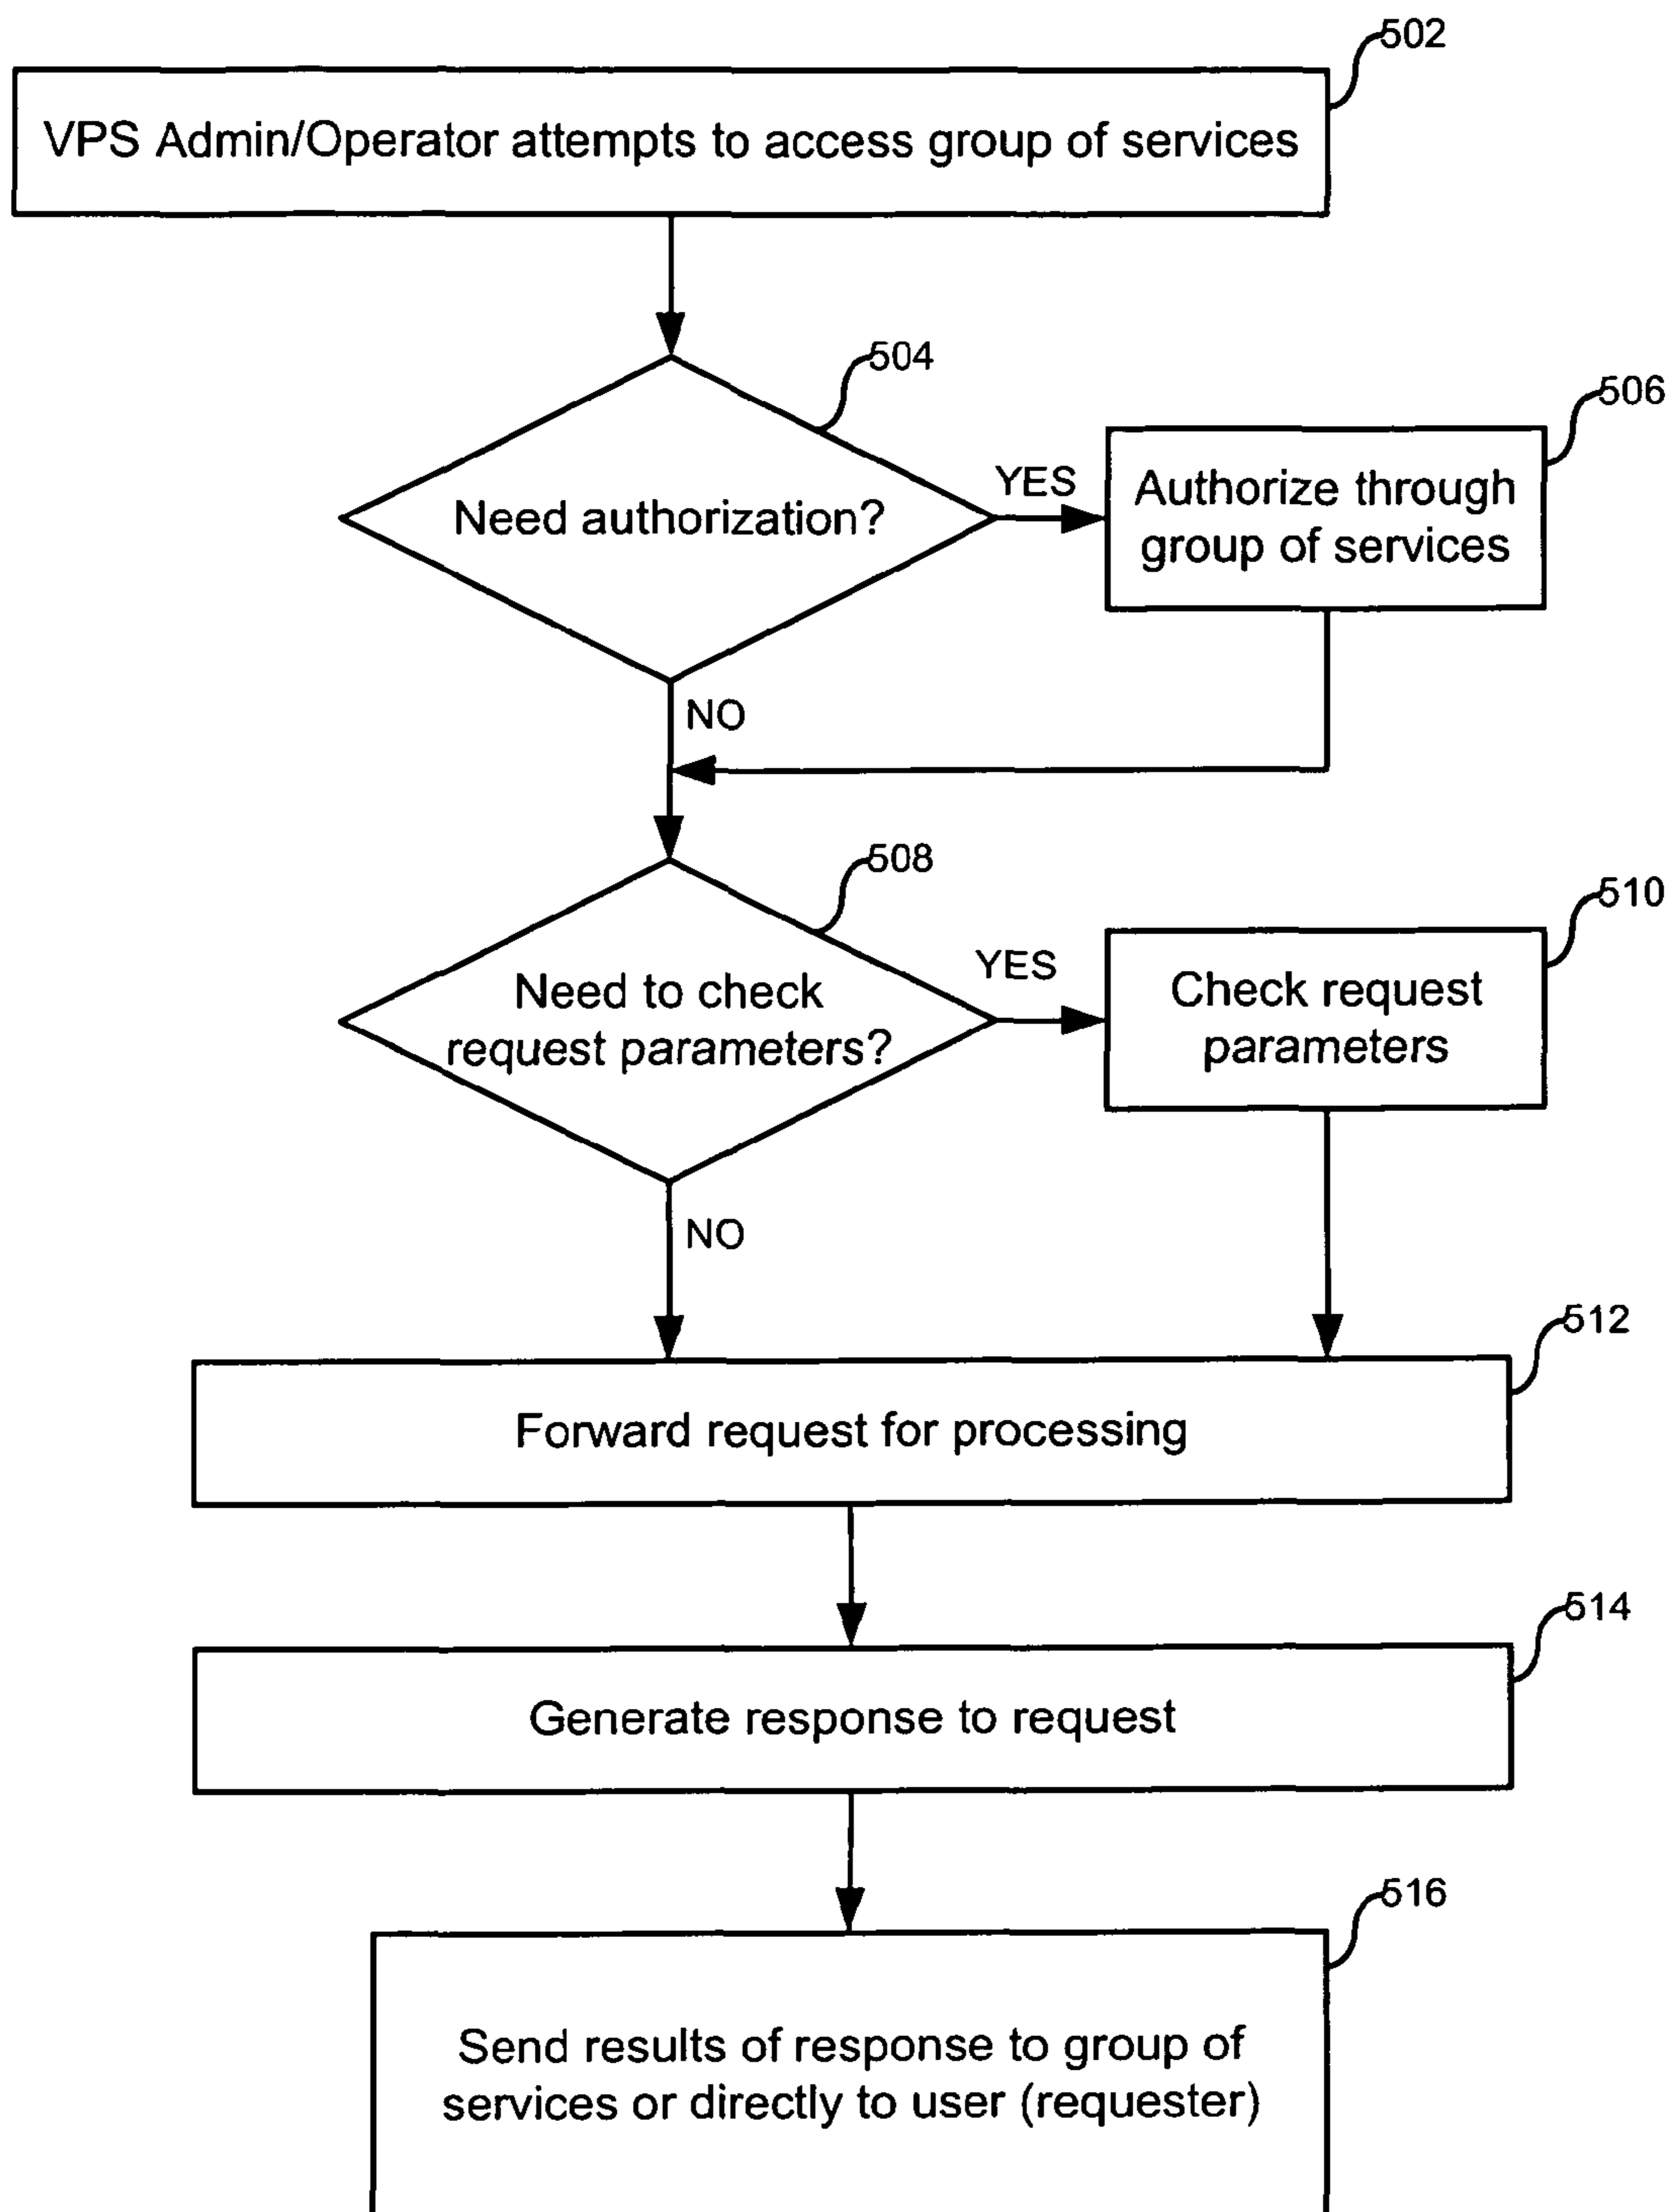 502
VPS Admin/Operator attempts to access group of services
504
506
Need authorization?
YES
Authorize through
group of services
NO
508
510
Need to check
request parameters?
YES
Check request
parameters
NO
512
Forward request for processing
514
Generate response to request
516
Send results of response to group of
services or directly to user (requester)